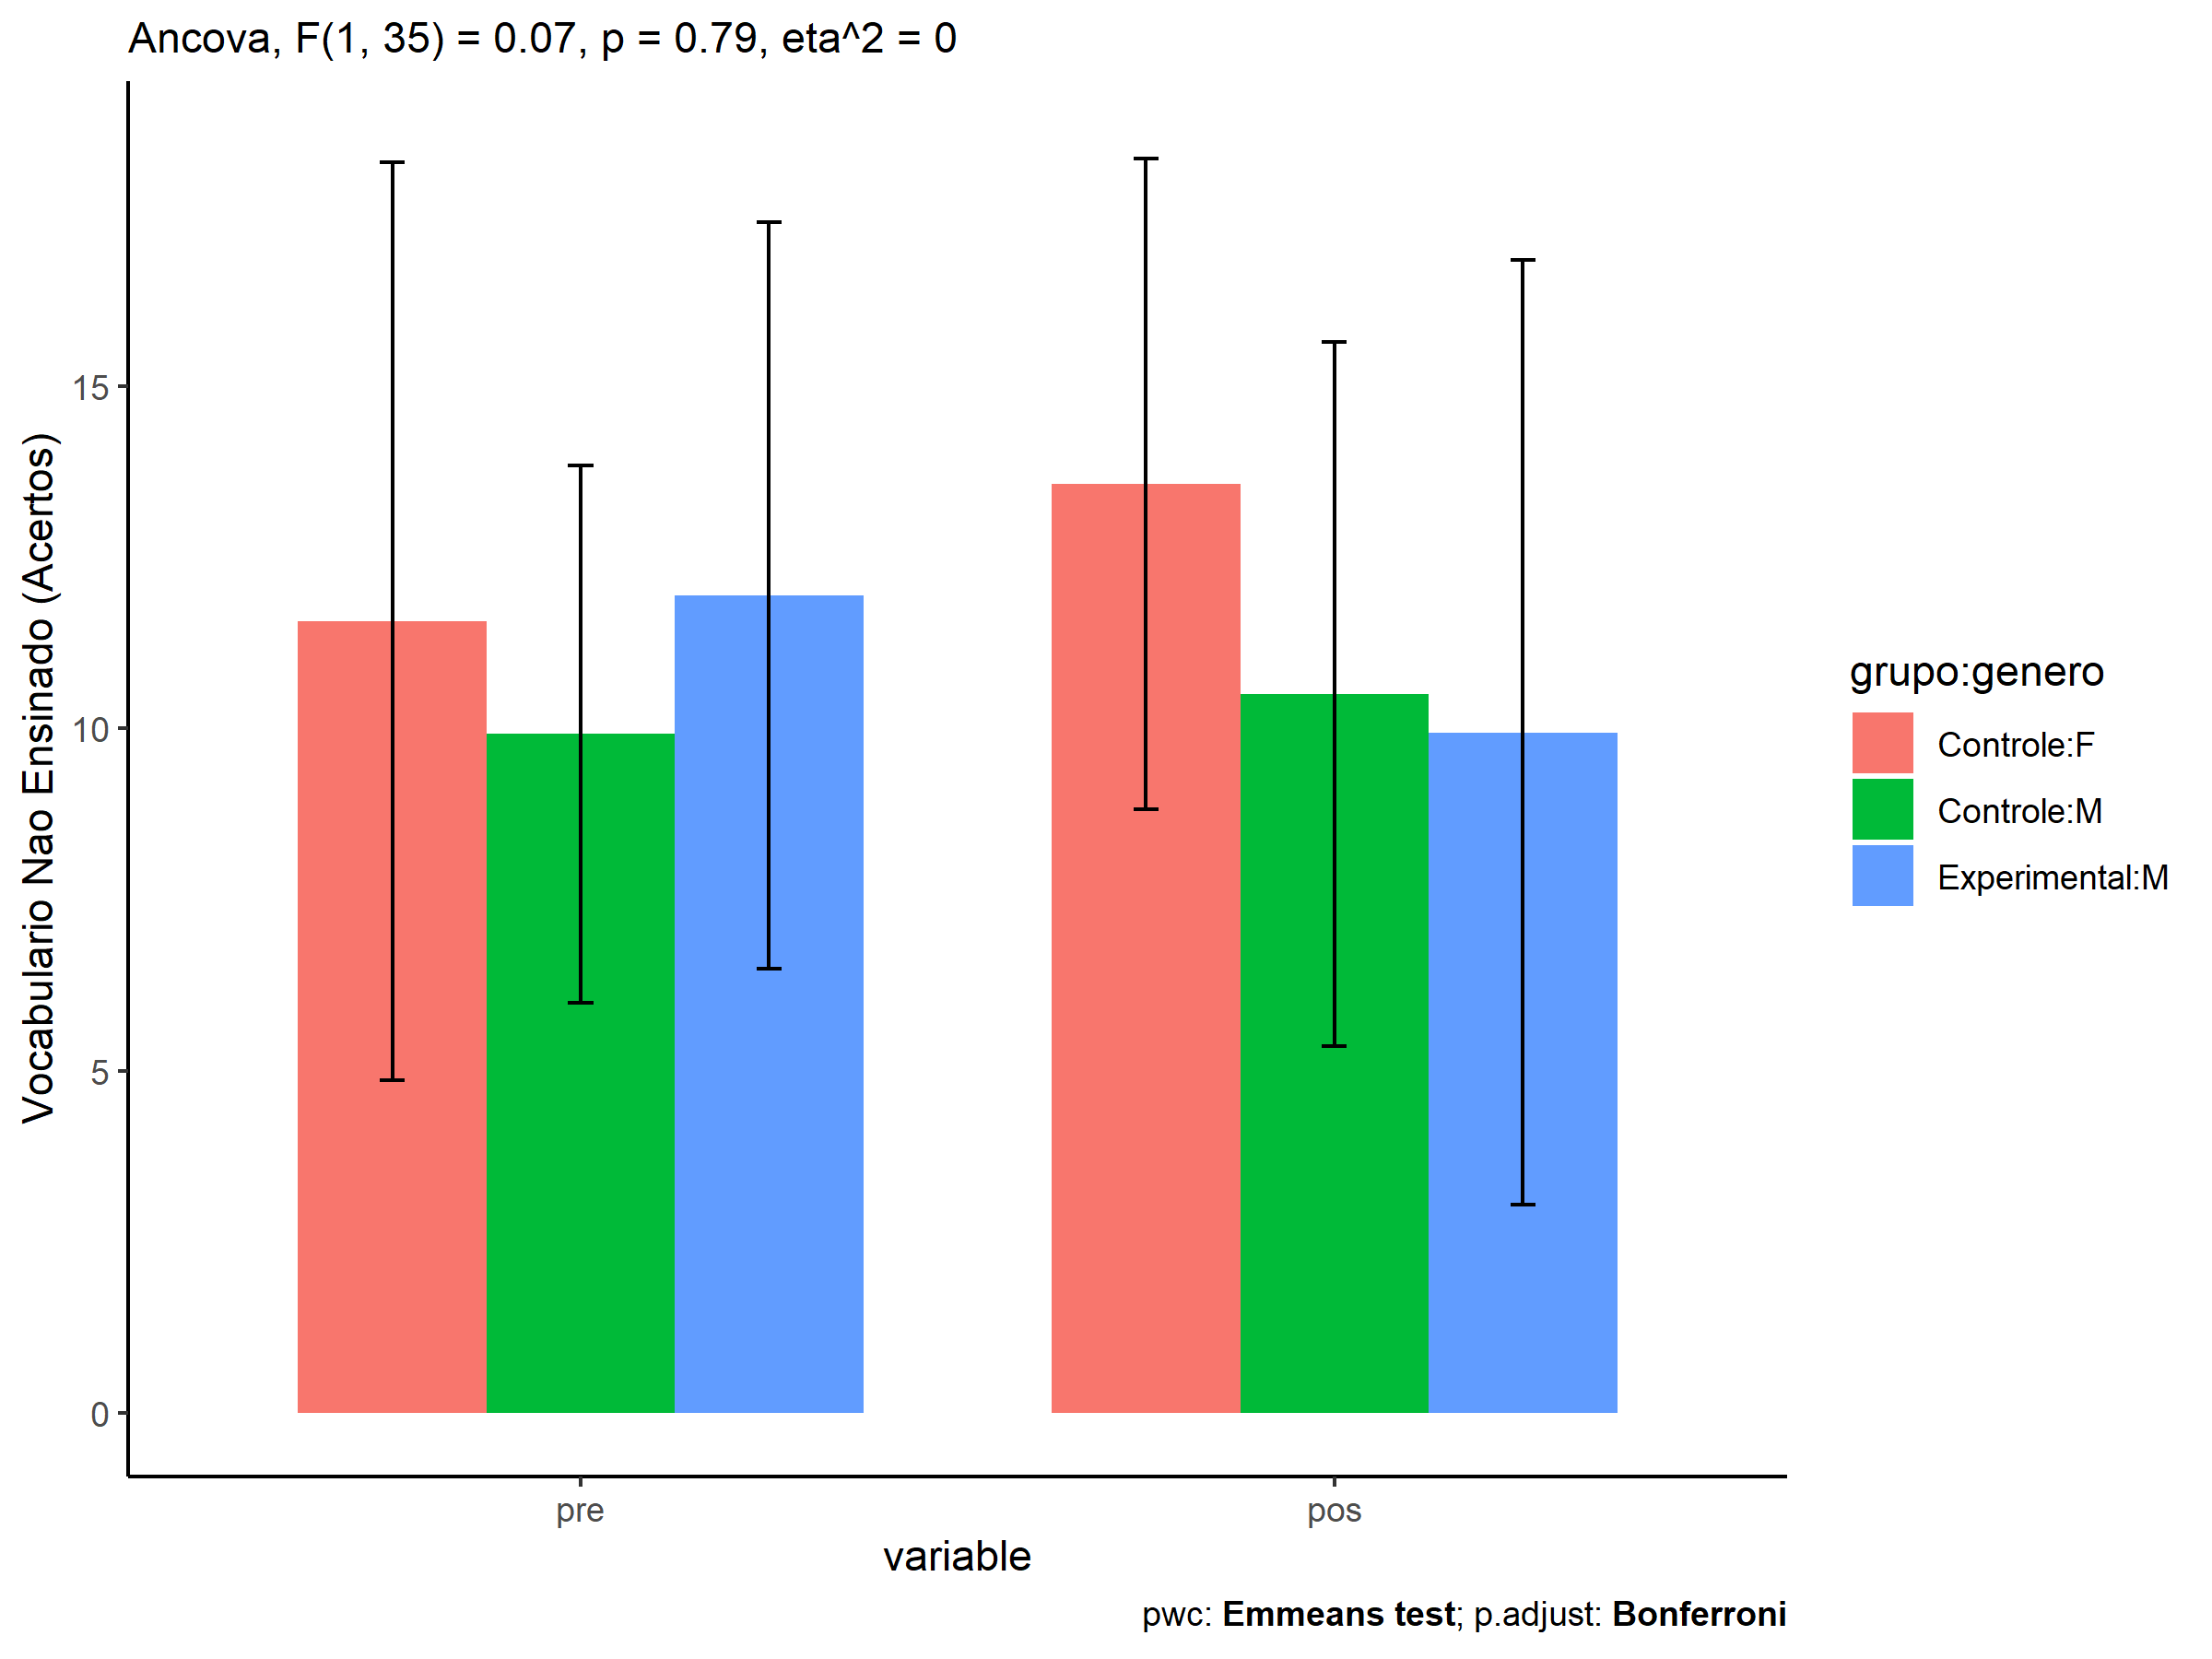 Ancova, F(1, 35) = 0.07, p = 0.79, eta^2 = 0
Vocabulario Nao Ensinado (Acertos)
15
10
5
0
pre
pos
variable
grupo:genero
Controle:F
Controle:M
Experimental:M
pwc: Emmeans test; p.adjust: Bonferroni